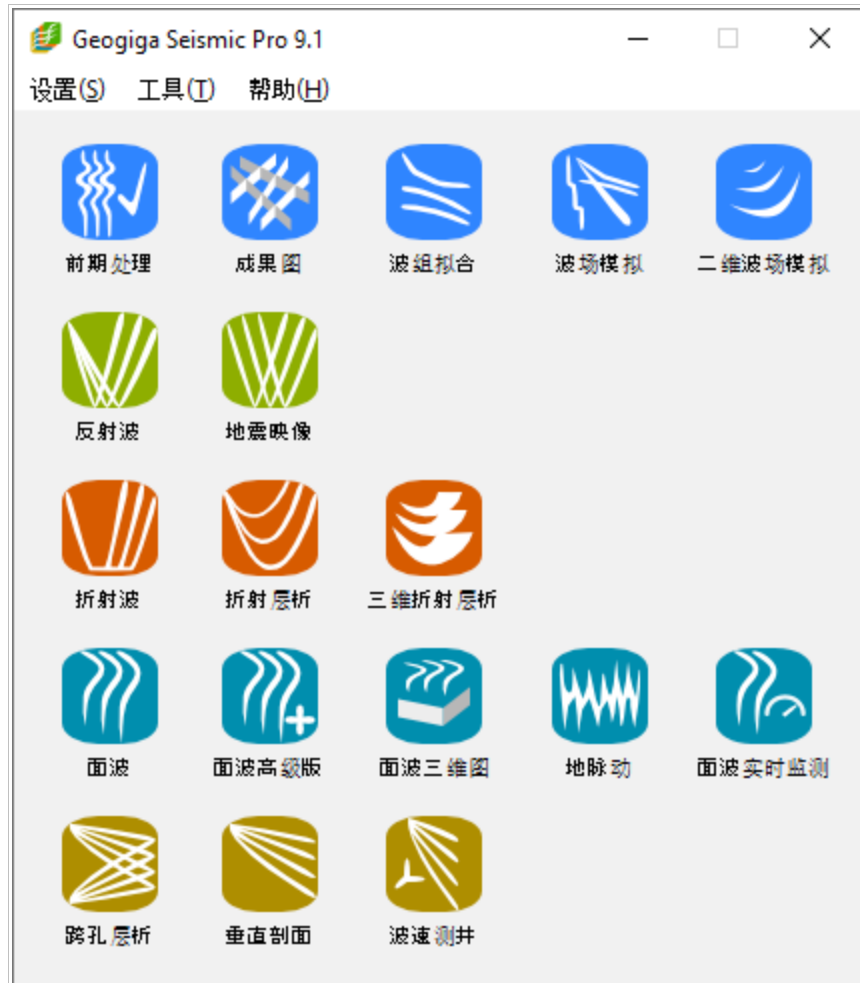 Geogiga Seismic Pro 9.1
设置(S) 工具(T) 帮助(H)
前期处理 成果图 波组拟合 波场模拟 二维波场模拟
反射波 地震映像
折射波 折射层析 三维折射层析
面波 面波高级版 面波三维图 地脉动 面波实时监测
跨孔层析 垂直剖面 波速测井